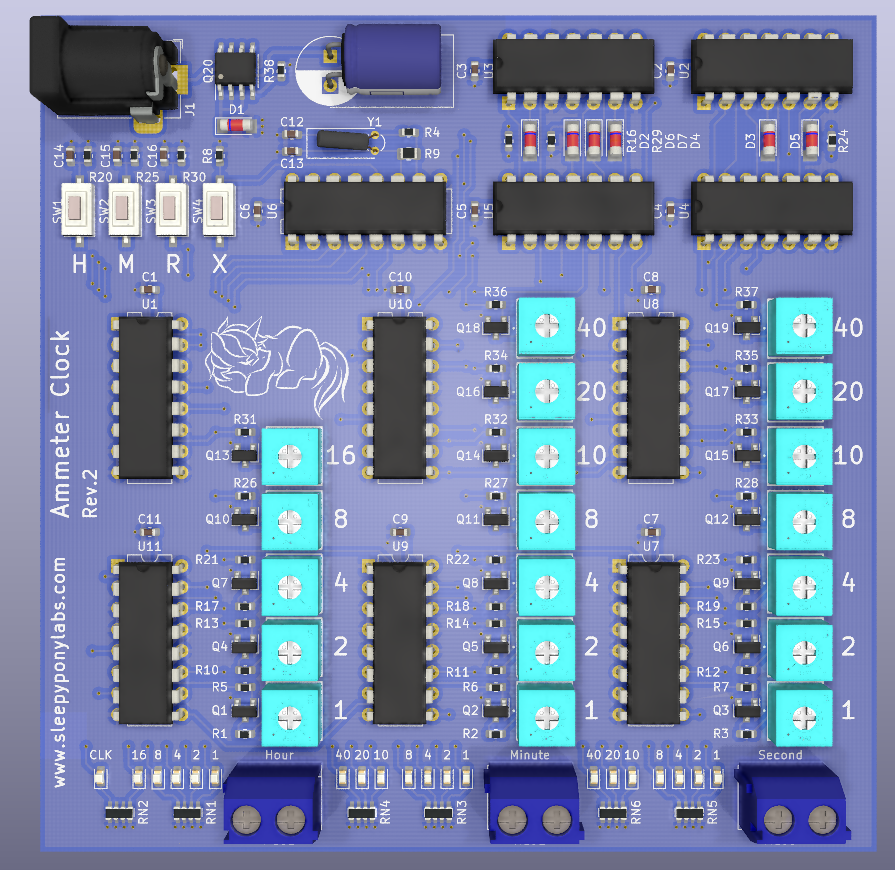 J1
Q20
R38
D1
C3
U3
C2
U2
C12
C13
Y1
R4
R9
R16
D2
R29
D6
D7
D4
D3
D5
R24
C14
C15
C16
R8
R20
R25
R30
SW1
SW2
SW3
SW4
C6
U6
C5
U5
C4
U4
H M R X
C1
U1
C10
U10
C8
U8
R36
Q18
40
R37
Q19
40
R34
Q16
20
R35
Q17
20
R31
Q13
16
R32
Q14
10
R33
Q15
10
R26
Q10
8
R27
Q11
8
R28
Q12
8
Ammeter Clock
Rev.2
www.sleepyponylabs.com
C11
U11
C9
U9
C7
U7
R21
Q7
4
R22
Q8
4
R23
Q9
4
R17
R13
Q4
2
R18
R14
Q5
2
R19
R15
Q6
2
R10
R5
Q1
1
R1
R11
R6
Q2
1
R2
R12
R7
Q3
1
R3
Hour
Minute
Second
CLK 16 8 4 2 1
40 20 10 8 4 2 1
40 20 10 8 4 2 1
RN2
RN1
RN4
RN3
RN6
RN5